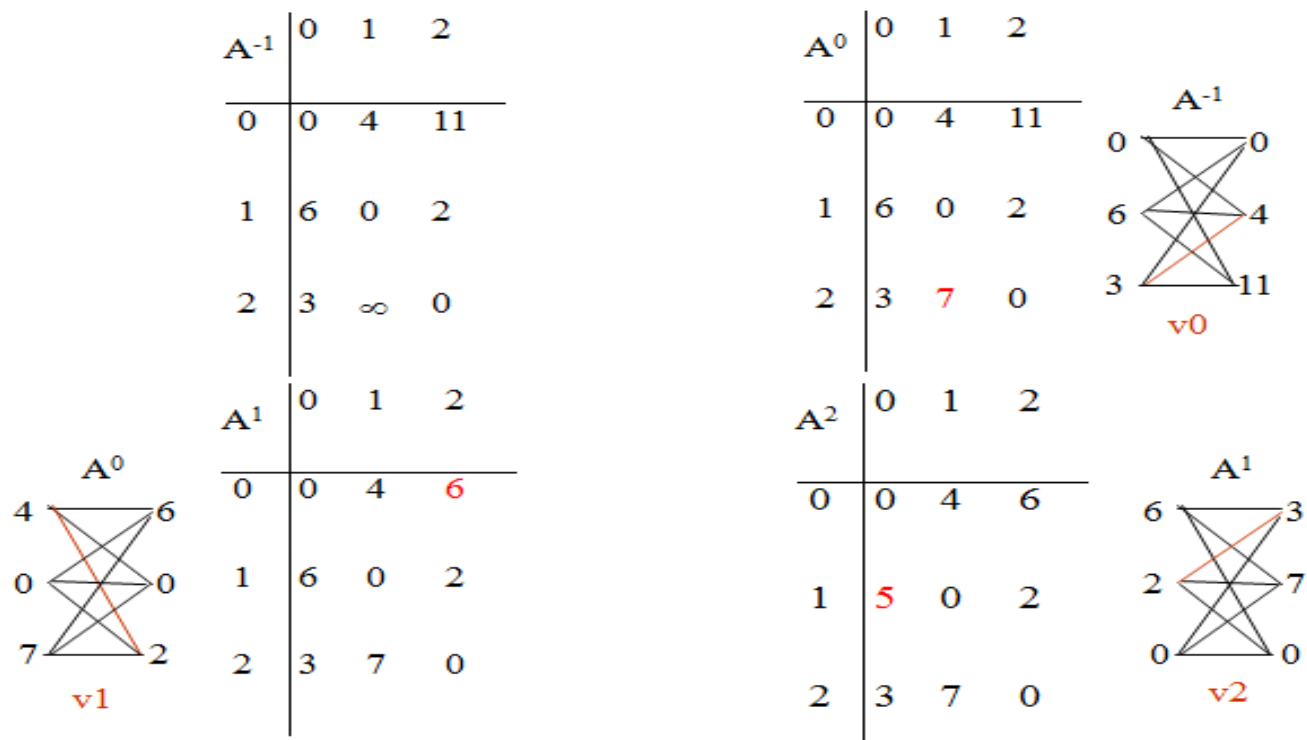 A⁻¹ 0 1 2
0 0 4 11
1 6 0 2
2 3 ∞ 0
A⁰ 0 1 2
0 0 4 11
1 6 0 2
2 3 7 0
A⁻¹
0 0
6 4
3 11
v0
A⁰
4 6
0 0
7 2
v1
A¹ 0 1 2
0 0 4 6
1 6 0 2
2 3 7 0
A² 0 1 2
0 0 4 6
1 5 0 2
2 3 7 0
A¹
6 3
2 7
0 0
v2